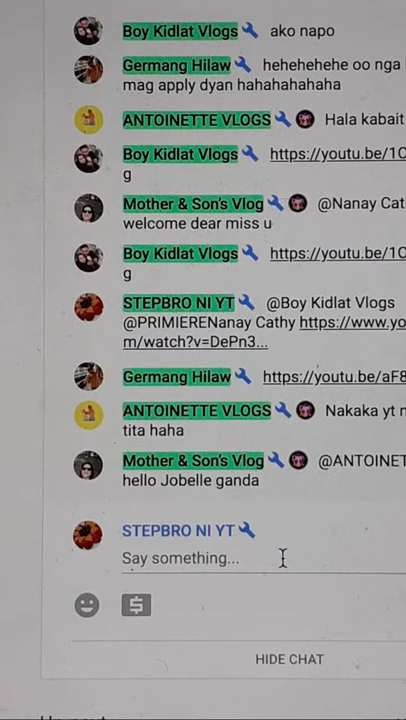 Boy Kidlat Vlogs ako napo
Germang Hilaw hehehehehe oo nga
mag apply dyan hahahahahaha
ANTOINETTE VLOGS Hala kabait
Boy Kidlat Vlogs https://youtu.be/1
g
Mother & Son's Vlog @Nanay Cat
welcome dear miss u
Boy Kidlat Vlogs https://youtu.be/1
g
STEPBRO NI YT @Boy Kidlat Vlogs
@PRIMIERENanay Cathy https://www.yo
m/watch?v=DePn3...
Germang Hilaw https://youtu.be/aF8
ANTOINETTE VLOGS Nakaka yt
tita haha
Mother & Son's Vlog @ANTOINET
hello Jobelle ganda
STEPBRO NI YT
Say something...
HIDE CHAT